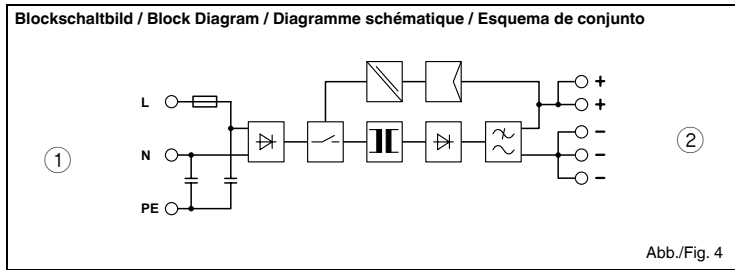 Blockschaltbild / Block Diagram / Diagramme schématique / Esquema de conjunto
L
+
+
1
N
−
−
−
2
PE
Abb./Fig. 4